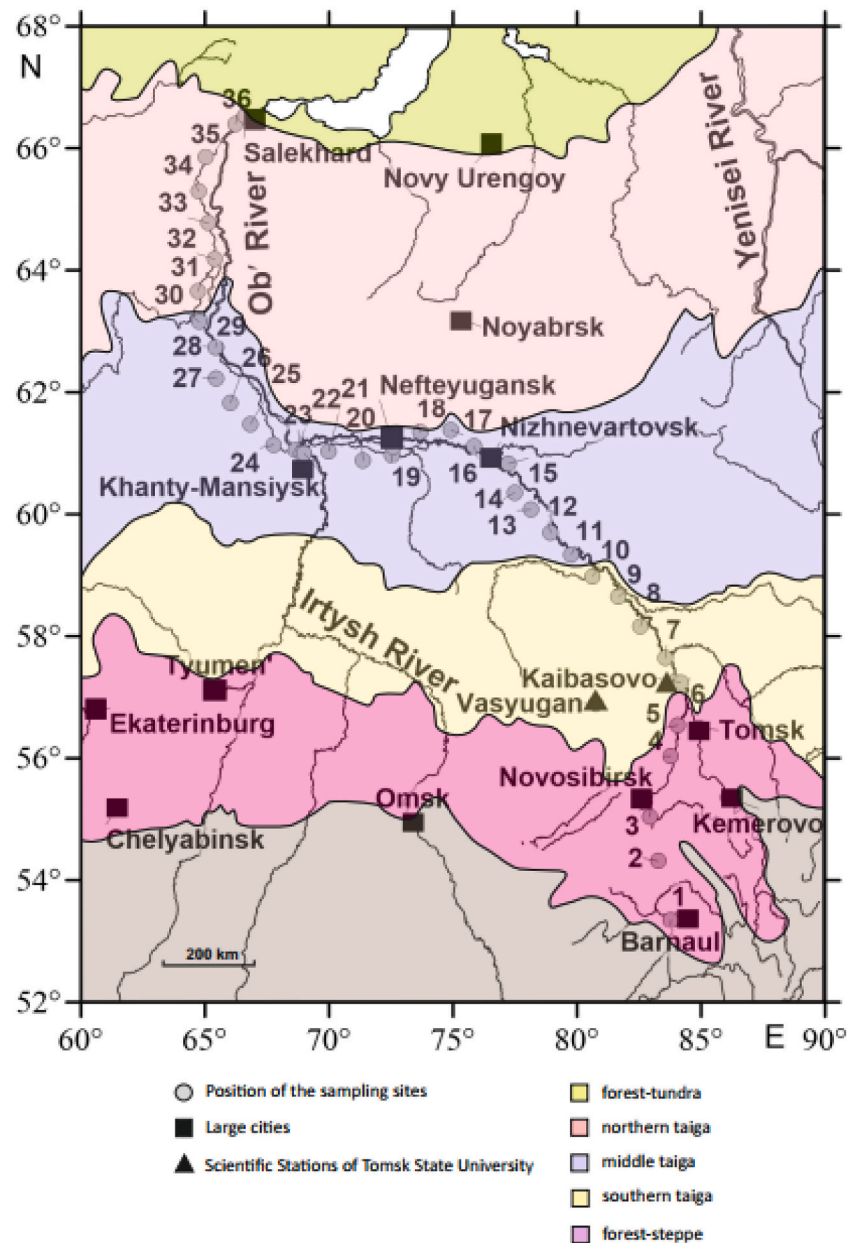 68°
N
36
66°
35
Salekhard
34
Novy Urengoy
33
Ob' River
Yenisei River
32
64°
31
30
29
Noyabrsk
28
26
62°
27
25
21
Nefteyugansk
22
18
17
23
20
Nizhnevartovsk
24
19
16
15
Khanty-Mansiysk
14
12
60°
13
11
10
9
8
58°
Irtysh River
7
Tyumen'
Kaibasovo
6
Vasyugan
5
Ekaterinburg
Tomsk
4
56°
Novosibirsk
Omsk
3
Kemerovo
Chelyabinsk
2
54°
1
200 km
Barnaul
52°
60° 65° 70° 75° 80° 85° E 90°
Position of the sampling sites
Large cities
Scientific Stations of Tomsk State University
forest-tundra
northern taiga
middle taiga
southern taiga
forest-steppe